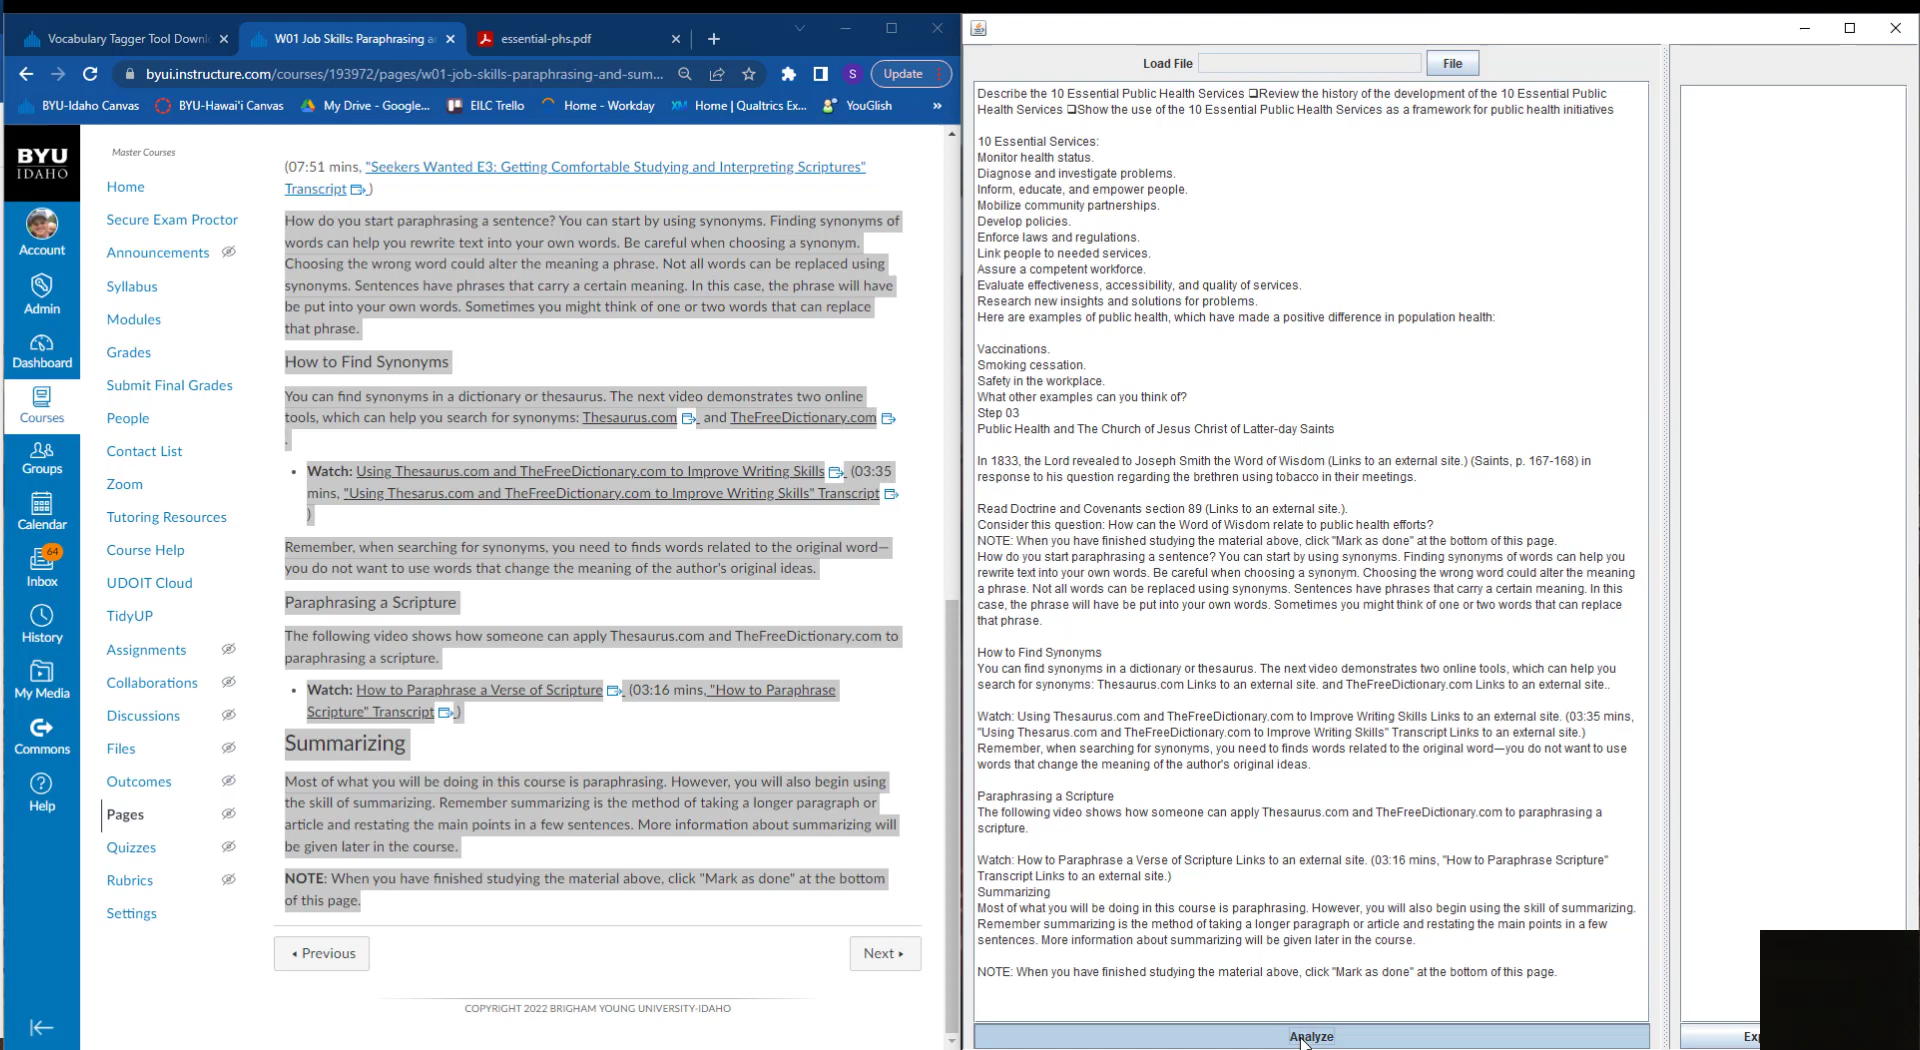 Vocabulary Tagger Tool Downl
W01 Job Skills: Paraphrasing a
essential-phs.pdf
byui.instructure.com/courses/193972/pages/w01-job-skills-paraphrasing-and-sum...
S
Update
BYU-Idaho Canvas
BYU-Hawai'i Canvas
My Drive - Google...
EILC Trello
Home - Workday
Home | Qualtrics Ex...
YouGlish
»
BYU
IDAHO
Account
Admin
Dashboard
Courses
Groups
Calendar
64
Inbox
History
My Media
Commons
Help
Master Courses
Home
Secure Exam Proctor
Announcements
Syllabus
Modules
Grades
Submit Final Grades
People
Contact List
Zoom
Tutoring Resources
Course Help
UDOIT Cloud
TidyUP
Assignments
Collaborations
Discussions
Files
Outcomes
Pages
Quizzes
Rubrics
Settings
(07:51 mins, "Seekers Wanted E3: Getting Comfortable Studying and Interpreting Scriptures"
Transcript )
How do you start paraphrasing a sentence? You can start by using synonyms. Finding synonyms of
words can help you rewrite text into your own words. Be careful when choosing a synonym.
Choosing the wrong word could alter the meaning a phrase. Not all words can be replaced using
synonyms. Sentences have phrases that carry a certain meaning. In this case, the phrase will have
be put into your own words. Sometimes you might think of one or two words that can replace
that phrase.
How to Find Synonyms
You can find synonyms in a dictionary or thesaurus. The next video demonstrates two online
tools, which can help you search for synonyms: Thesaurus.com and TheFreeDictionary.com
.
• Watch: Using Thesaurus.com and TheFreeDictionary.com to Improve Writing Skills (03:35
mins, "Using Thesarus.com and TheFreeDictionary.com to Improve Writing Skills" Transcript
)
Remember, when searching for synonyms, you need to finds words related to the original word—
you do not want to use words that change the meaning of the author's original ideas.
Paraphrasing a Scripture
The following video shows how someone can apply Thesaurus.com and TheFreeDictionary.com to
paraphrasing a scripture.
• Watch: How to Paraphrase a Verse of Scripture (03:16 mins, "How to Paraphrase
Scripture" Transcript )
Summarizing
Most of what you will be doing in this course is paraphrasing. However, you will also begin using
the skill of summarizing. Remember summarizing is the method of taking a longer paragraph or
article and restating the main points in a few sentences. More information about summarizing will
be given later in the course.
NOTE: When you have finished studying the material above, click "Mark as done" at the bottom
of this page.
Previous
Next
COPYRIGHT 2022 BRIGHAM YOUNG UNIVERSITY-IDAHO
Load File
File
Describe the 10 Essential Public Health Services ❑Review the history of the development of the 10 Essential Public
Health Services ❑Show the use of the 10 Essential Public Health Services as a framework for public health initiatives
10 Essential Services:
Monitor health status.
Diagnose and investigate problems.
Inform, educate, and empower people.
Mobilize community partnerships.
Develop policies.
Enforce laws and regulations.
Link people to needed services.
Assure a competent workforce.
Evaluate effectiveness, accessibility, and quality of services.
Research new insights and solutions for problems.
Here are examples of public health, which have made a positive difference in population health:
Vaccinations.
Smoking cessation.
Safety in the workplace.
What other examples can you think of?
Step 03
Public Health and The Church of Jesus Christ of Latter-day Saints
In 1833, the Lord revealed to Joseph Smith the Word of Wisdom (Links to an external site.) (Saints, p. 167-168) in
response to his question regarding the brethren using tobacco in their meetings.
Read Doctrine and Covenants section 89 (Links to an external site.).
Consider this question: How can the Word of Wisdom relate to public health efforts?
NOTE: When you have finished studying the material above, click "Mark as done" at the bottom of this page.
How do you start paraphrasing a sentence? You can start by using synonyms. Finding synonyms of words can help you
rewrite text into your own words. Be careful when choosing a synonym. Choosing the wrong word could alter the meaning
a phrase. Not all words can be replaced using synonyms. Sentences have phrases that carry a certain meaning. In this
case, the phrase will have be put into your own words. Sometimes you might think of one or two words that can replace
that phrase.
How to Find Synonyms
You can find synonyms in a dictionary or thesaurus. The next video demonstrates two online tools, which can help you
search for synonyms: Thesaurus.com Links to an external site. and TheFreeDictionary.com Links to an external site..
Watch: Using Thesaurus.com and TheFreeDictionary.com to Improve Writing Skills Links to an external site. (03:35 mins,
"Using Thesarus.com and TheFreeDictionary.com to Improve Writing Skills" Transcript Links to an external site.)
Remember, when searching for synonyms, you need to finds words related to the original word—you do not want to use
words that change the meaning of the author's original ideas.
Paraphrasing a Scripture
The following video shows how someone can apply Thesaurus.com and TheFreeDictionary.com to paraphrasing a
scripture.
Watch: How to Paraphrase a Verse of Scripture Links to an external site. (03:16 mins, "How to Paraphrase Scripture"
Transcript Links to an external site.)
Summarizing
Most of what you will be doing in this course is paraphrasing. However, you will also begin using the skill of summarizing.
Remember summarizing is the method of taking a longer paragraph or article and restating the main points in a few
sentences. More information about summarizing will be given later in the course.
NOTE: When you have finished studying the material above, click "Mark as done" at the bottom of this page.
Analyze
Exp